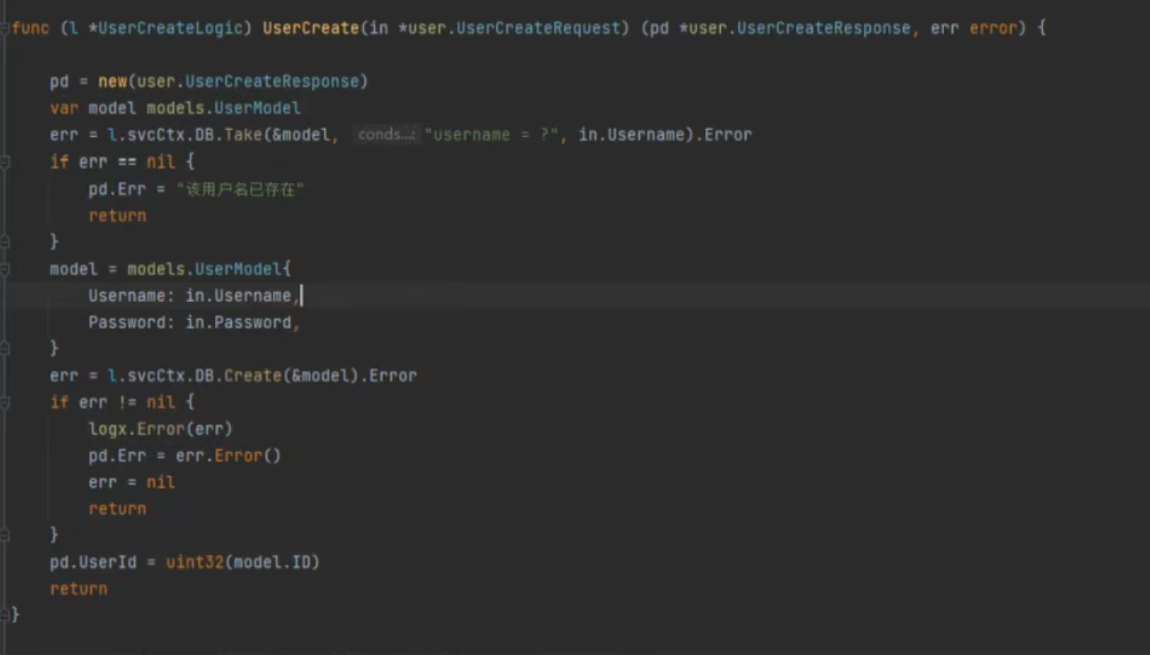 func (l *UserCreateLogic) UserCreate(in *user.UserCreateRequest) (pd *user.UserCreateResponse, err error) {
pd = new(user.UserCreateResponse)
var model models.UserModel
err = l.svcCtx.DB.Take(&model, conds...: "username = ?", in.Username).Error
if err == nil {
pd.Err = "该用户名已存在"
return
}
model = models.UserModel{
Username: in.Username,
Password: in.Password,
}
err = l.svcCtx.DB.Create(&model).Error
if err != nil {
logx.Error(err)
pd.Err = err.Error()
err = nil
return
}
pd.UserId = uint32(model.ID)
return
}